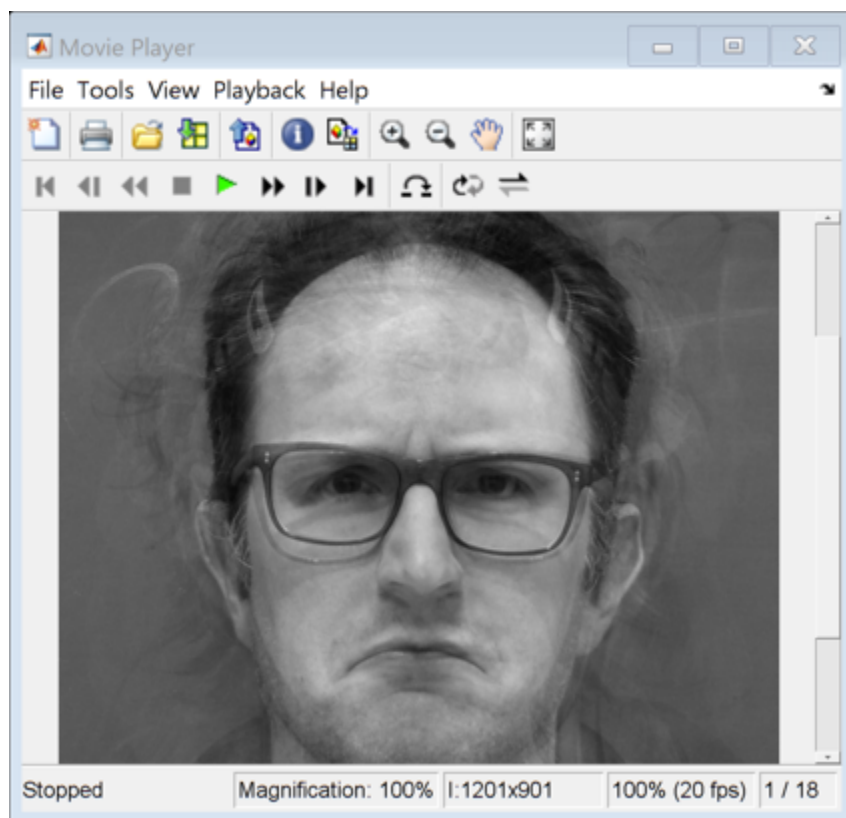 Movie Player
File Tools View Playback Help
Stopped Magnification: 100% I:1201x901 100% (20 fps) 1 / 18